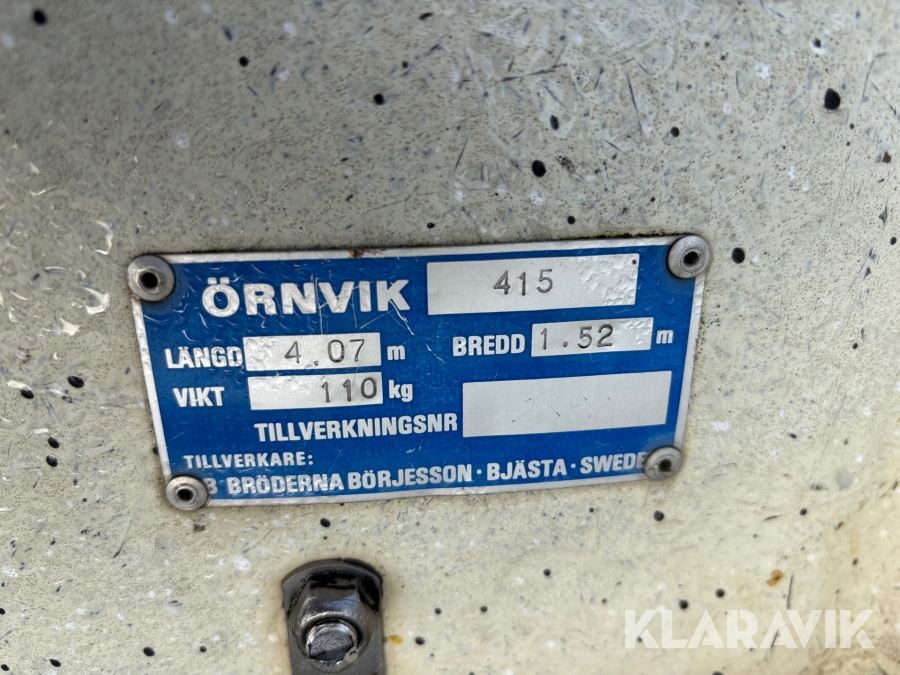 ÖRNVIK 415
LÄNGD 4.07 m BREDD 1.52 m
VIKT 110 kg
TILLVERKNINGSNR
TILLVERKARE:
BRÖDERNA BÖRJESSON · BJÄSTA · SWEDE
KLARAVIK